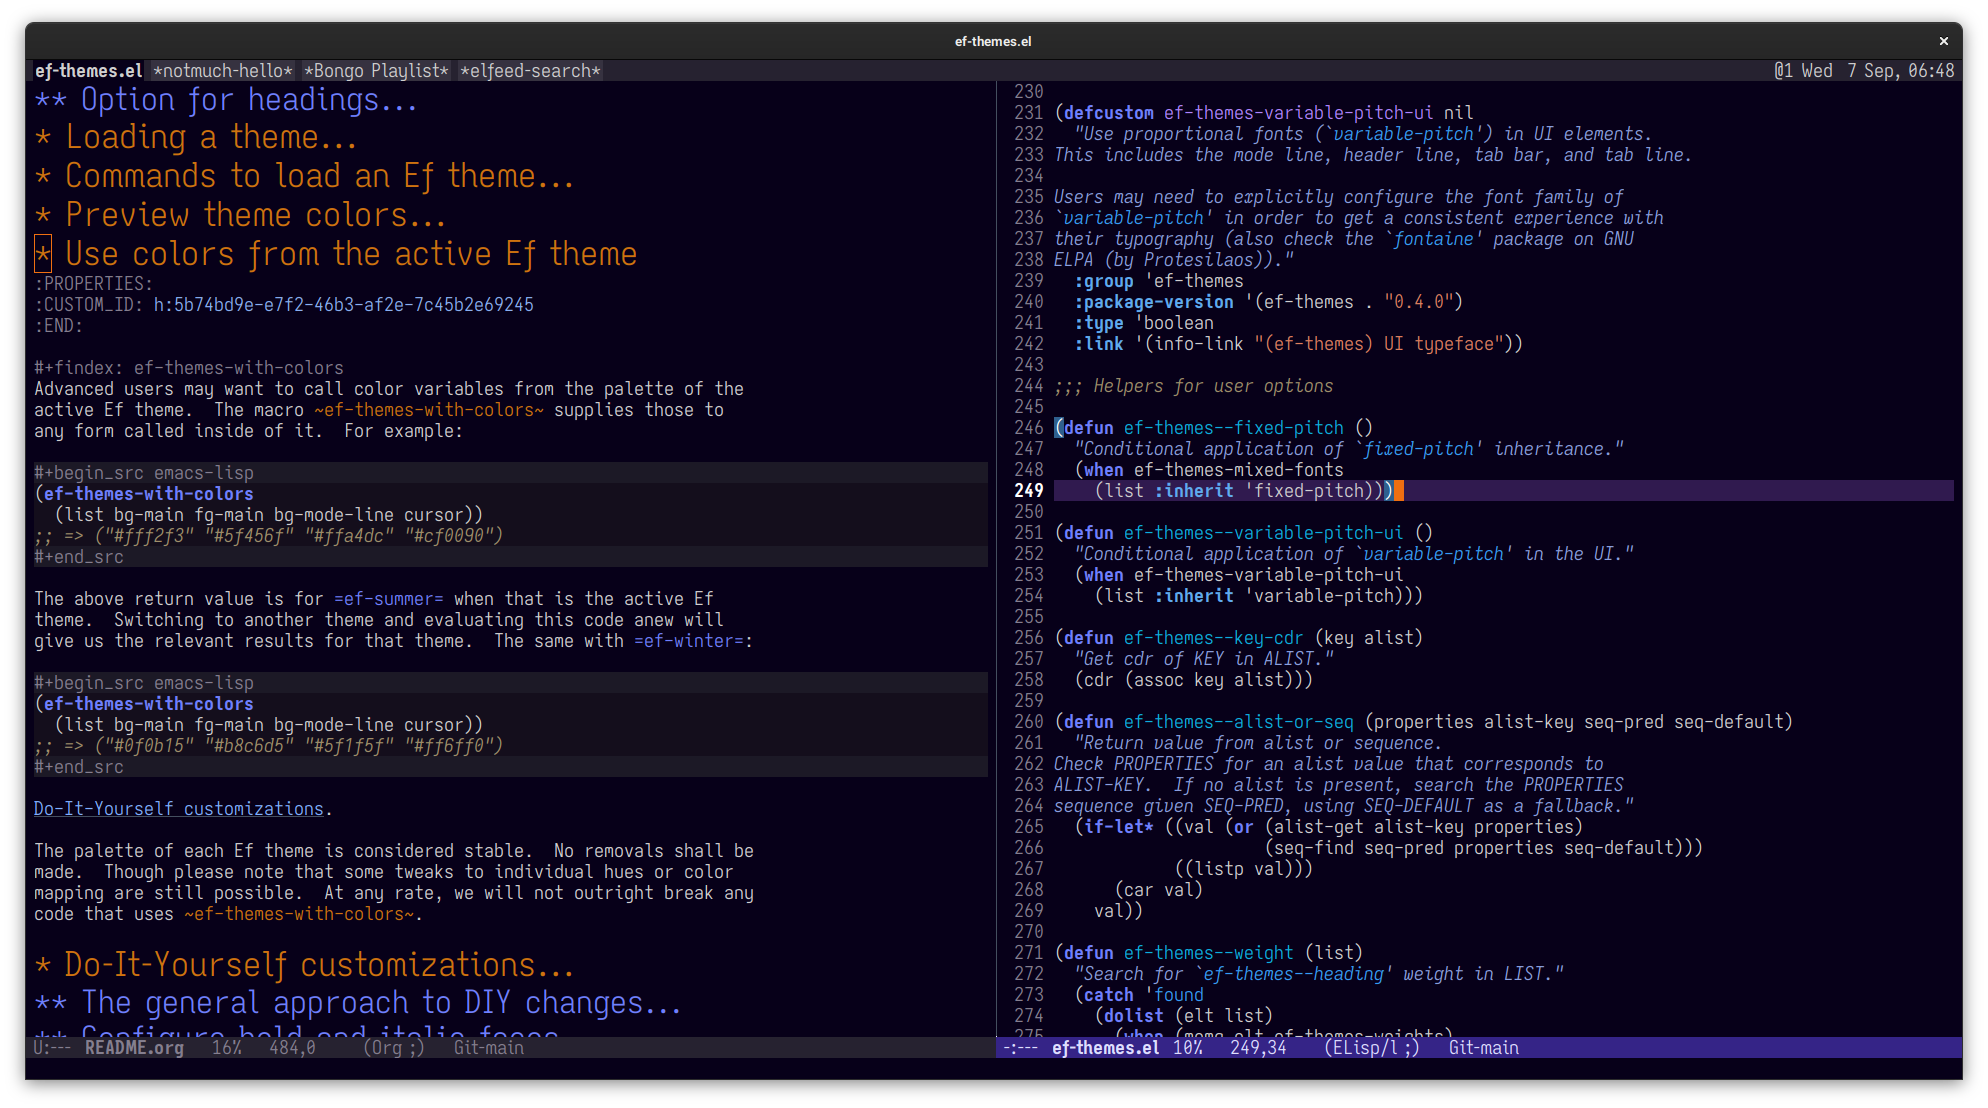 ef-themes.el
×
ef-themes.el *notmuch-hello* *Bongo Playlist* *elfeed-search*
@1 Wed  7 Sep, 06:48
** Option for headings...
* Loading a theme...
* Commands to load an Ef theme...
* Preview theme colors...
* Use colors from the active Ef theme
:PROPERTIES:
:CUSTOM_ID: h:5b74bd9e-e7f2-46b3-af2e-7c45b2e69245
:END:
#+findex: ef-themes-with-colors
Advanced users may want to call color variables from the palette of the
active Ef theme.  The macro ~ef-themes-with-colors~ supplies those to
any form called inside of it.  For example:
#+begin_src emacs-lisp
(ef-themes-with-colors
  (list bg-main fg-main bg-mode-line cursor))
;; => ("#fff2f3" "#5f456f" "#ffa4dc" "#cf0090")
#+end_src
The above return value is for =ef-summer= when that is the active Ef
theme.  Switching to another theme and evaluating this code anew will
give us the relevant results for that theme.  The same with =ef-winter=:
#+begin_src emacs-lisp
(ef-themes-with-colors
  (list bg-main fg-main bg-mode-line cursor))
;; => ("#0f0b15" "#b8c6d5" "#5f1f5f" "#ff6ff0")
#+end_src
Do-It-Yourself customizations.
The palette of each Ef theme is considered stable.  No removals shall be
made.  Though please note that some tweaks to individual hues or color
mapping are still possible.  At any rate, we will not outright break any
code that uses ~ef-themes-with-colors~.
* Do-It-Yourself customizations...
** The general approach to DIY changes...
** Configure bold and italic faces
U:--- README.org 16% 484,0 (Org ;) Git-main
230
231 (defcustom ef-themes-variable-pitch-ui nil
232   "Use proportional fonts (`variable-pitch') in UI elements.
233 This includes the mode line, header line, tab bar, and tab line.
234
235 Users may need to explicitly configure the font family of
236 `variable-pitch' in order to get a consistent experience with
237 their typography (also check the `fontaine' package on GNU
238 ELPA (by Protesilaos))."
239   :group 'ef-themes
240   :package-version '(ef-themes . "0.4.0")
241   :type 'boolean
242   :link '(info-link "(ef-themes) UI typeface"))
243
244 ;;; Helpers for user options
245
246 (defun ef-themes--fixed-pitch ()
247   "Conditional application of `fixed-pitch' inheritance."
248   (when ef-themes-mixed-fonts
249     (list :inherit 'fixed-pitch)))
250
251 (defun ef-themes--variable-pitch-ui ()
252   "Conditional application of `variable-pitch' in the UI."
253   (when ef-themes-variable-pitch-ui
254     (list :inherit 'variable-pitch)))
255
256 (defun ef-themes--key-cdr (key alist)
257   "Get cdr of KEY in ALIST."
258   (cdr (assoc key alist)))
259
260 (defun ef-themes--alist-or-seq (properties alist-key seq-pred seq-default)
261   "Return value from alist or sequence.
262 Check PROPERTIES for an alist value that corresponds to
263 ALIST-KEY.  If no alist is present, search the PROPERTIES
264 sequence given SEQ-PRED, using SEQ-DEFAULT as a fallback."
265   (if-let* ((val (or (alist-get alist-key properties)
266                      (seq-find seq-pred properties seq-default)))
267             ((listp val)))
268       (car val)
269     val))
270
271 (defun ef-themes--weight (list)
272   "Search for `ef-themes--heading' weight in LIST."
273   (catch 'found
274     (dolist (elt list)
275       (when (memq elt ef-themes-weights)
-:--- ef-themes.el 10% 249,34 (ELisp/l ;) Git-main